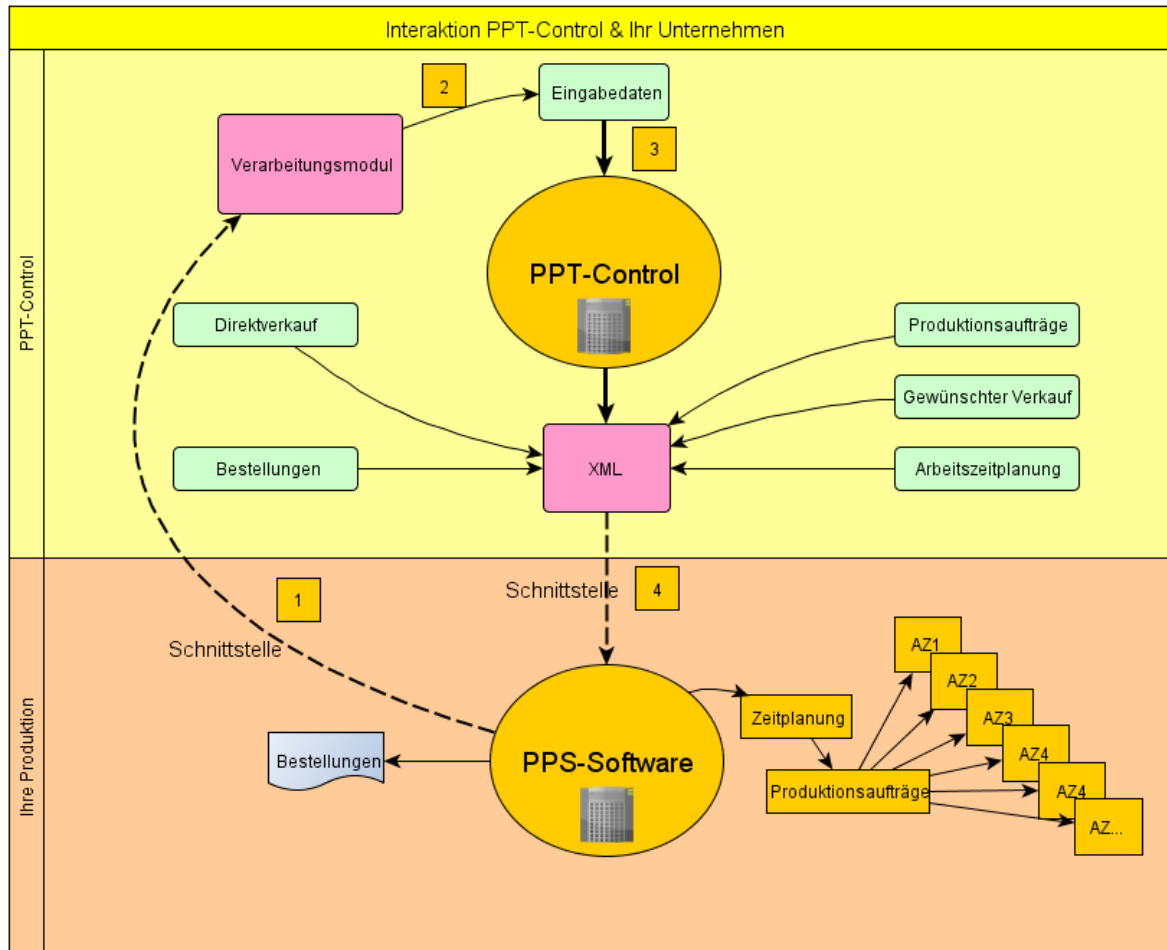 Interaktion PPT-Control & Ihr Unternehmen
PPT-Control
2
Eingabedaten
Verarbeitungsmodul
3
PPT-Control
Direktverkauf
Produktionsaufträge
Gewünschter Verkauf
Bestellungen
XML
Arbeitszeitplanung
Ihre Produktion
1
Schnittstelle
4
Schnittstelle
AZ1
AZ2
AZ3
AZ4
AZ4
AZ...
Zeitplanung
Bestellungen
PPS-Software
Produktionsaufträge